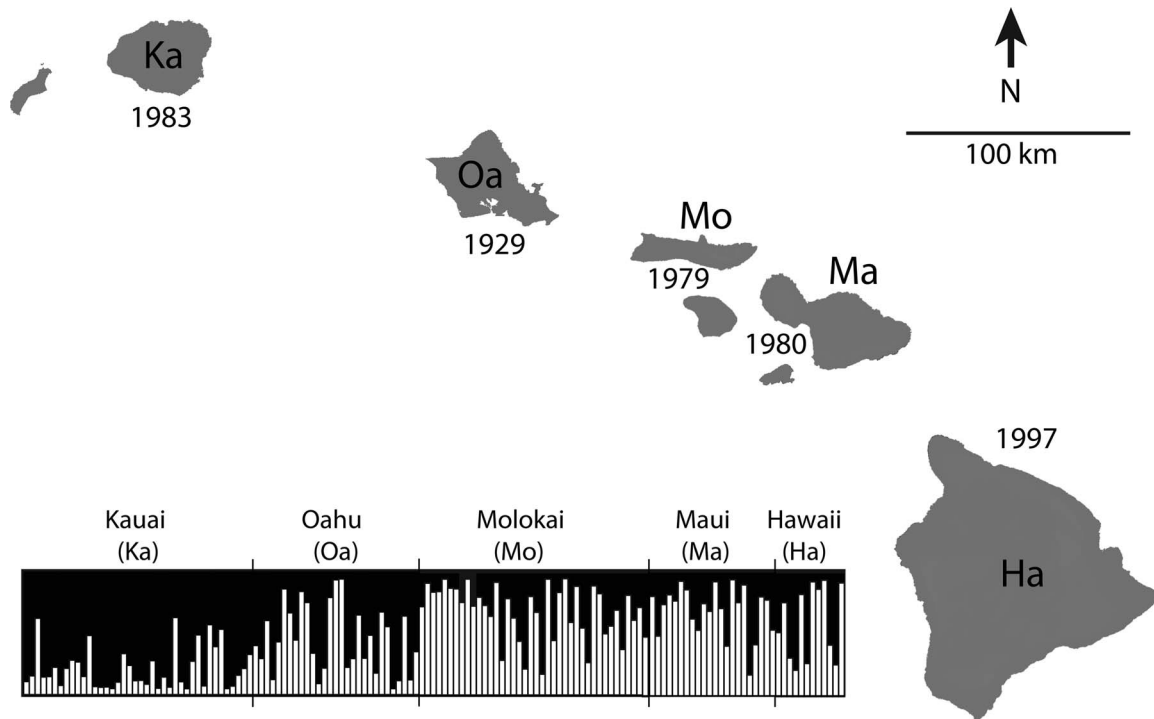 Ka
1983
Oa
1929
Mo
1979
Ma
1980
N
100 km
1997
Ha
Kauai
(Ka)
Oahu
(Oa)
Molokai
(Mo)
Maui
(Ma)
Hawaii
(Ha)